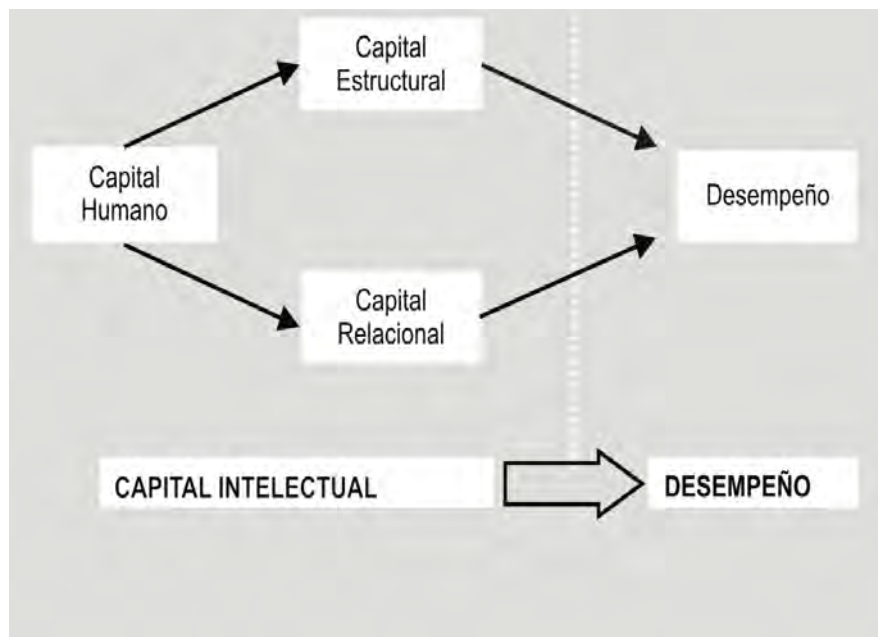 Capital
Estructural
Capital
Humano
Desempeño
Capital
Relacional
CAPITAL INTELECTUAL
DESEMPEÑO